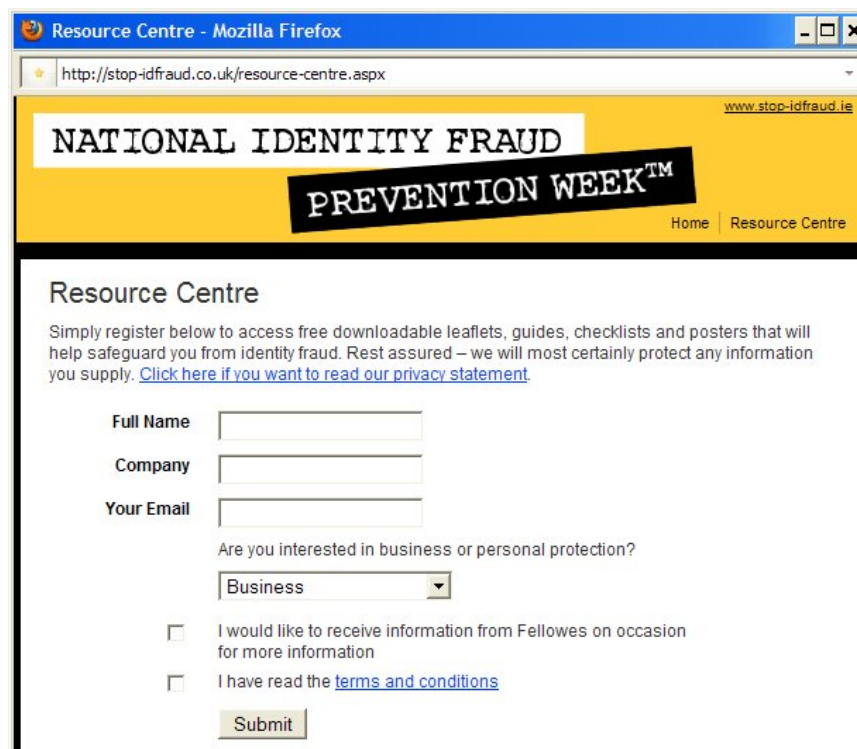 Resource Centre - Mozilla Firefox
http://stop-idfraud.co.uk/resource-centre.aspx
www.stop-idfraud.ie
NATIONAL IDENTITY FRAUD
PREVENTION WEEK™
Home | Resource Centre
Resource Centre
Simply register below to access free downloadable leaflets, guides, checklists and posters that will
help safeguard you from identity fraud. Rest assured – we will most certainly protect any information
you supply. Click here if you want to read our privacy statement.
Full Name
Company
Your Email
Are you interested in business or personal protection?
Business
I would like to receive information from Fellowes on occasion
for more information
I have read the terms and conditions
Submit